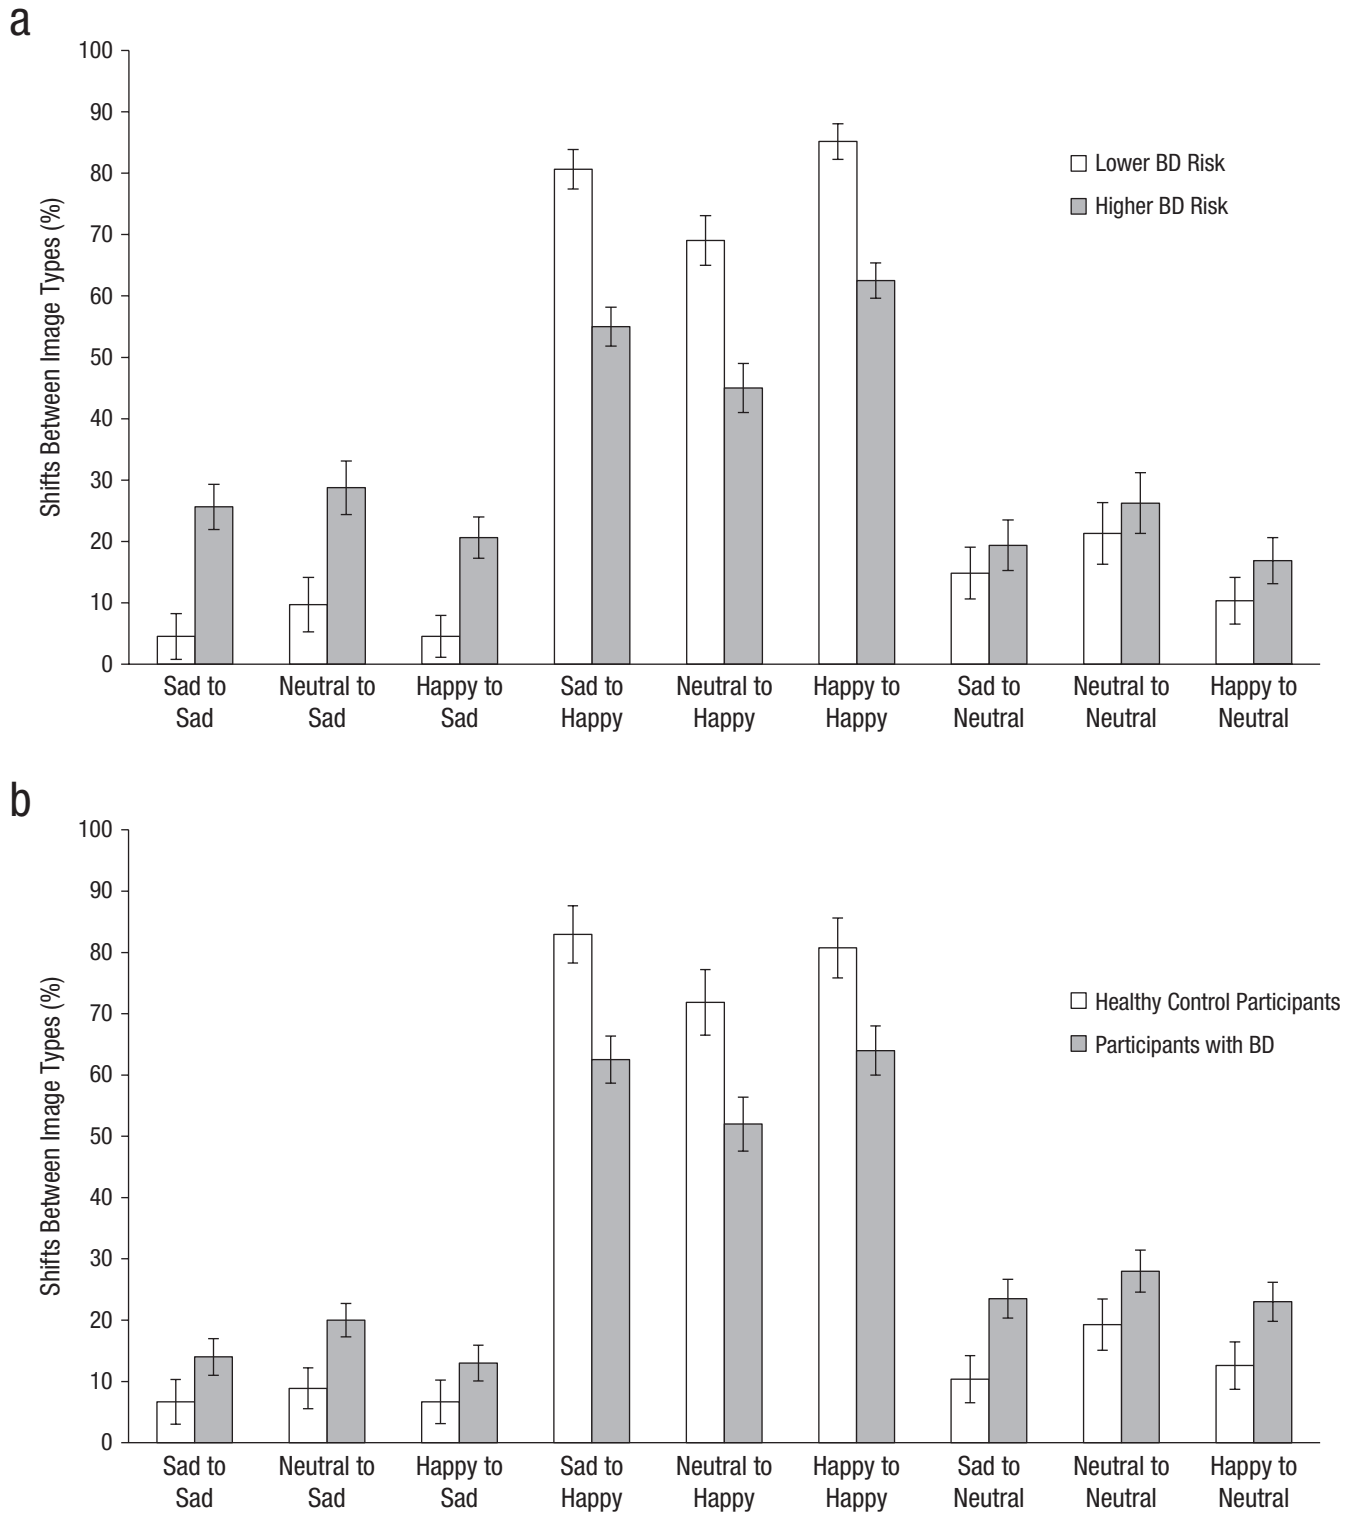 a
Shifts Between Image Types (%)
100
90
80
70
60
50
40
30
20
10
0
Lower BD Risk
Higher BD Risk
Sad to
Sad
Neutral to
Sad
Happy to
Sad
Sad to
Happy
Neutral to
Happy
Happy to
Happy
Sad to
Neutral
Neutral to
Neutral
Happy to
Neutral
b
Shifts Between Image Types (%)
100
90
80
70
60
50
40
30
20
10
0
Healthy Control Participants
Participants with BD
Sad to
Sad
Neutral to
Sad
Happy to
Sad
Sad to
Happy
Neutral to
Happy
Happy to
Happy
Sad to
Neutral
Neutral to
Neutral
Happy to
Neutral